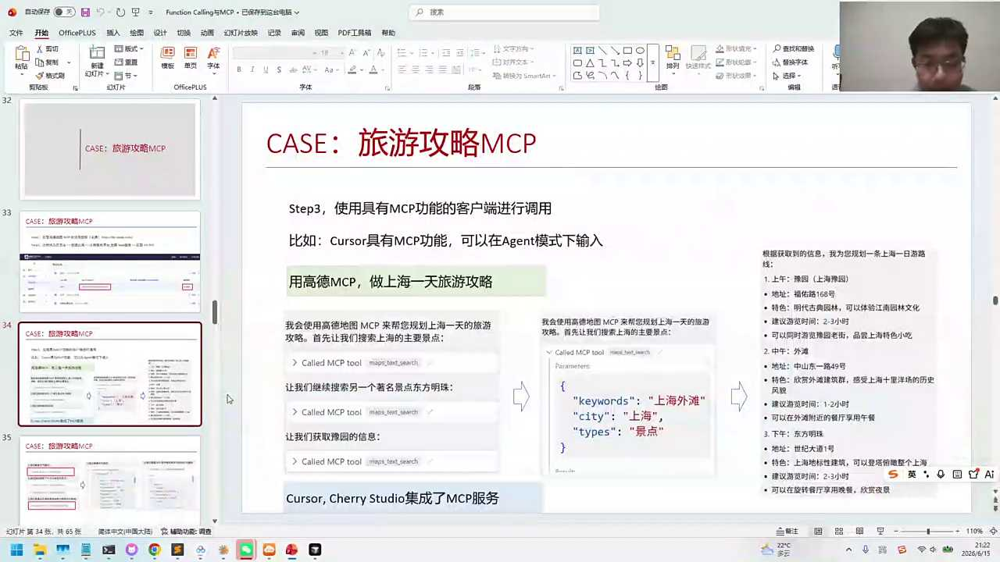 自动保存 关
Function Calling与MCP • 已保存到这台电脑
搜索
文件 开始 OfficePLUS 插入 绘图 设计 切换 动画 幻灯片放映 记录 审阅 视图 PDF工具箱 帮助
粘贴
剪切
复制
格式刷
剪贴板
新建
幻灯片
版式
重置
节
幻灯片
模板
单页
字体
OfficePLUS
18
字体
文字方向
对齐文本
转换为 SmartArt
段落
排列
快速样式
形状填充
形状轮廓
形状效果
绘图
查找和替换
替换字体
选择
编辑
32
CASE：旅游攻略MCP
33
CASE：旅游攻略MCP
34
CASE：旅游攻略MCP
35
CASE：旅游攻略MCP
CASE：旅游攻略MCP
Step3，使用具有MCP功能的客户端进行调用
比如：Cursor具有MCP功能，可以在Agent模式下输入
用高德MCP，做上海一天旅游攻略
我会使用高德地图 MCP 来帮您规划上海一天的旅游
攻略。首先让我们搜索上海的主要景点：
Called MCP tool maps_text_search
让我们继续搜索另一个著名景点东方明珠：
Called MCP tool maps_text_search
让我们获取豫园的信息：
Called MCP tool maps_text_search
Cursor, Cherry Studio集成了MCP服务
我会使用高德地图 MCP 来帮您规划上海一天的旅游
攻略。首先让我们搜索上海的主要景点：
Called MCP tool maps_text_search
Parameters:
{
"keywords": "上海外滩",
"city": "上海",
"types": "景点"
}
根据获取到的信息，我为您规划一条上海一日游路
线：
1. 上午：豫园（上海豫园）
• 地址：福佑路168号
• 特色：明代古典园林，可以体验江南园林文化
• 建议游览时间：2-3小时
• 可以同时游览豫园老街，品尝上海特色小吃
2. 中午：外滩
• 地址：中山东一路49号
• 特色：欣赏外滩建筑群，感受上海十里洋场的历史
风貌
• 建议游览时间：1-2小时
• 可以在外滩附近的餐厅享用午餐
3. 下午：东方明珠
• 地址：世纪大道1号
• 特色：上海地标性建筑，可以登塔俯瞰整个上海
• 建议游览时间：2-3小时
• 可以在旋转餐厅享用晚餐，欣赏夜景
英
幻灯片 第 34 张，共 65 张
简体中文(中国大陆)
辅助功能: 调查
备注
110%
22°
多云
英
21:22
2026/6/15